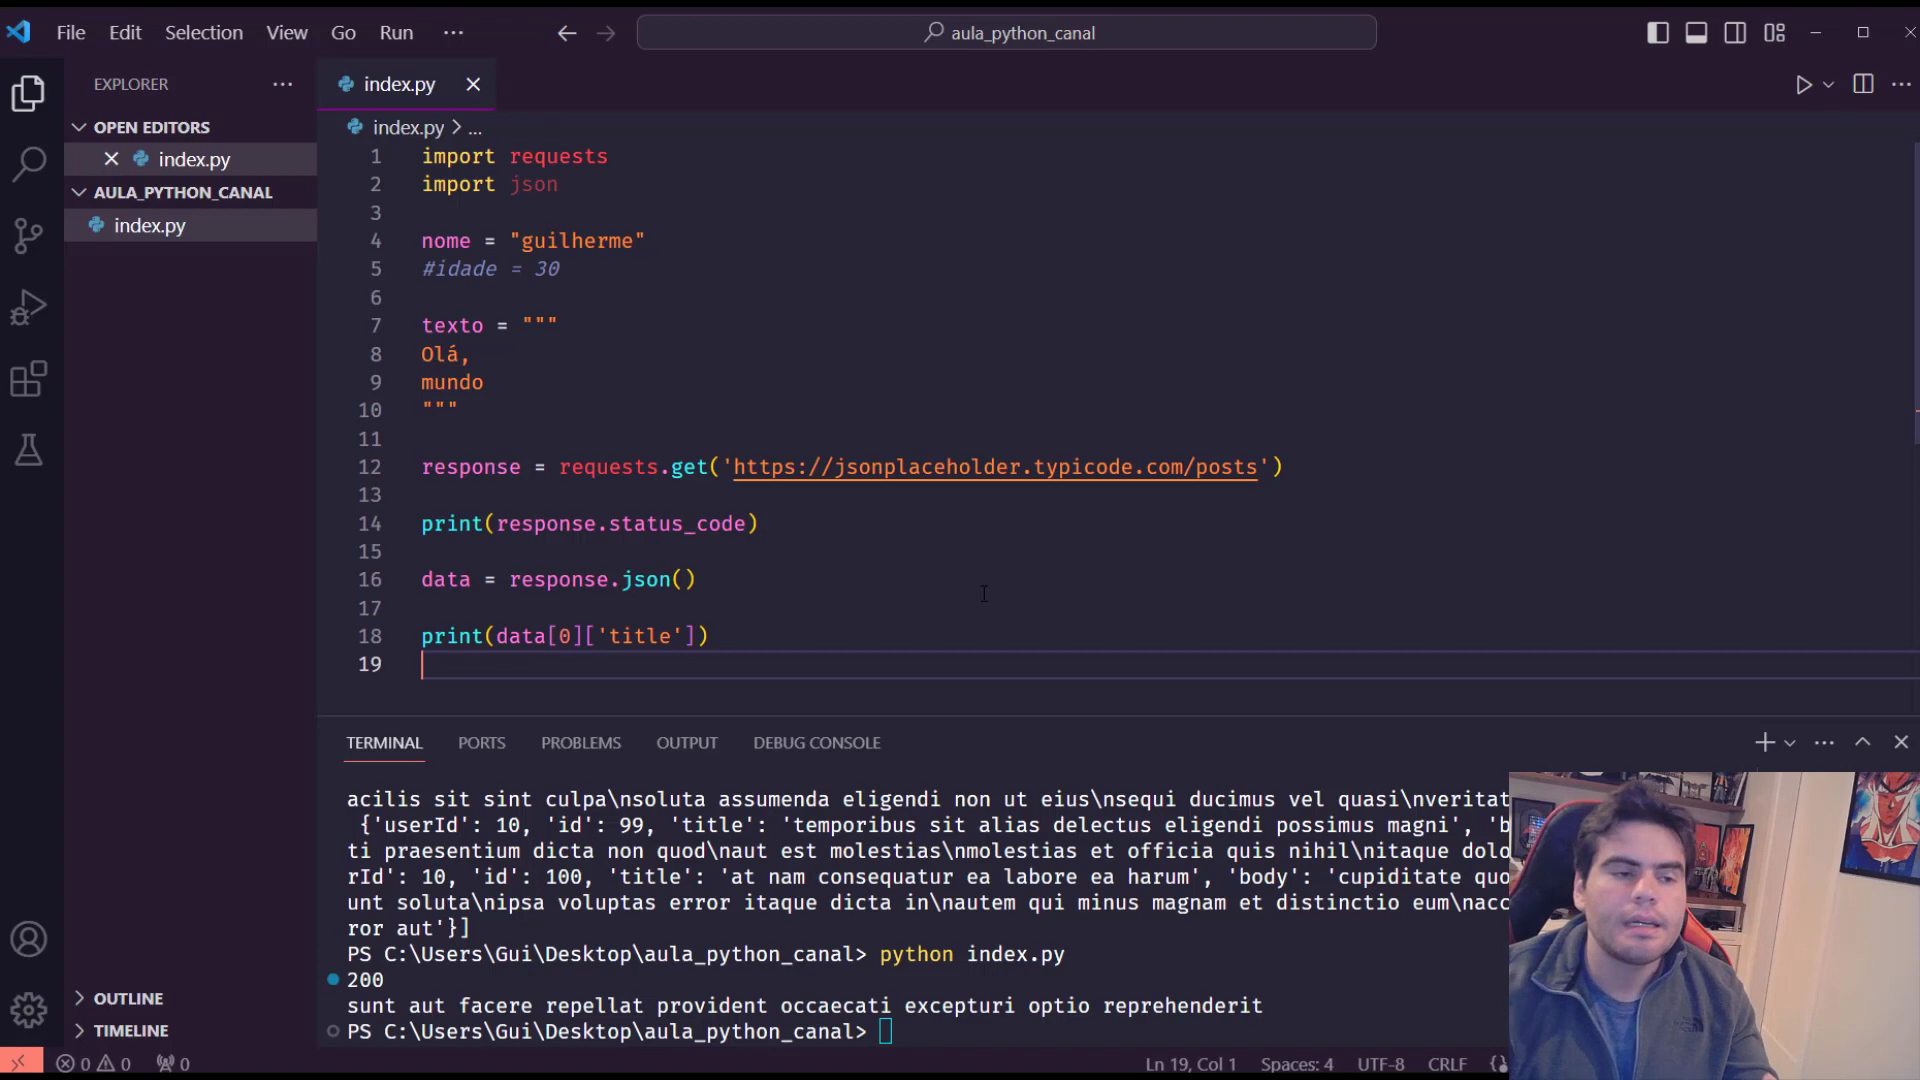 File Edit Selection View Go Run ... aula_python_canal
EXPLORER ...
OPEN EDITORS
index.py
AULA_PYTHON_CANAL
index.py
OUTLINE
TIMELINE
index.py
index.py > ...
1 import requests
2 import json
3
4 nome = "guilherme"
5 #idade = 30
6
7 texto = """
8 Olá,
9 mundo
10 """
11
12 response = requests.get('https://jsonplaceholder.typicode.com/posts')
13
14 print(response.status_code)
15
16 data = response.json()
17
18 print(data[0]['title'])
19
TERMINAL PORTS PROBLEMS OUTPUT DEBUG CONSOLE
acilis sit sint culpa\nsoluta assumenda eligendi non ut eius\nsequi ducimus vel quasi\nveritat
{'userId': 10, 'id': 99, 'title': 'temporibus sit alias delectus eligendi possimus magni', 'b
ti praesentium dicta non quod\naut est molestias\nmolestias et officia quis nihil\nitaque dolo
rId': 10, 'id': 100, 'title': 'at nam consequatur ea labore ea harum', 'body': 'cupiditate quo
unt soluta\nipsa voluptas error itaque dicta in\nautem qui minus magnam et distinctio eum\nacc
ror aut'}]
PS C:\Users\Gui\Desktop\aula_python_canal> python index.py
200
sunt aut facere repellat provident occaecati excepturi optio reprehenderit
PS C:\Users\Gui\Desktop\aula_python_canal>
0 0 0 Ln 19, Col 1 Spaces: 4 UTF-8 CRLF {